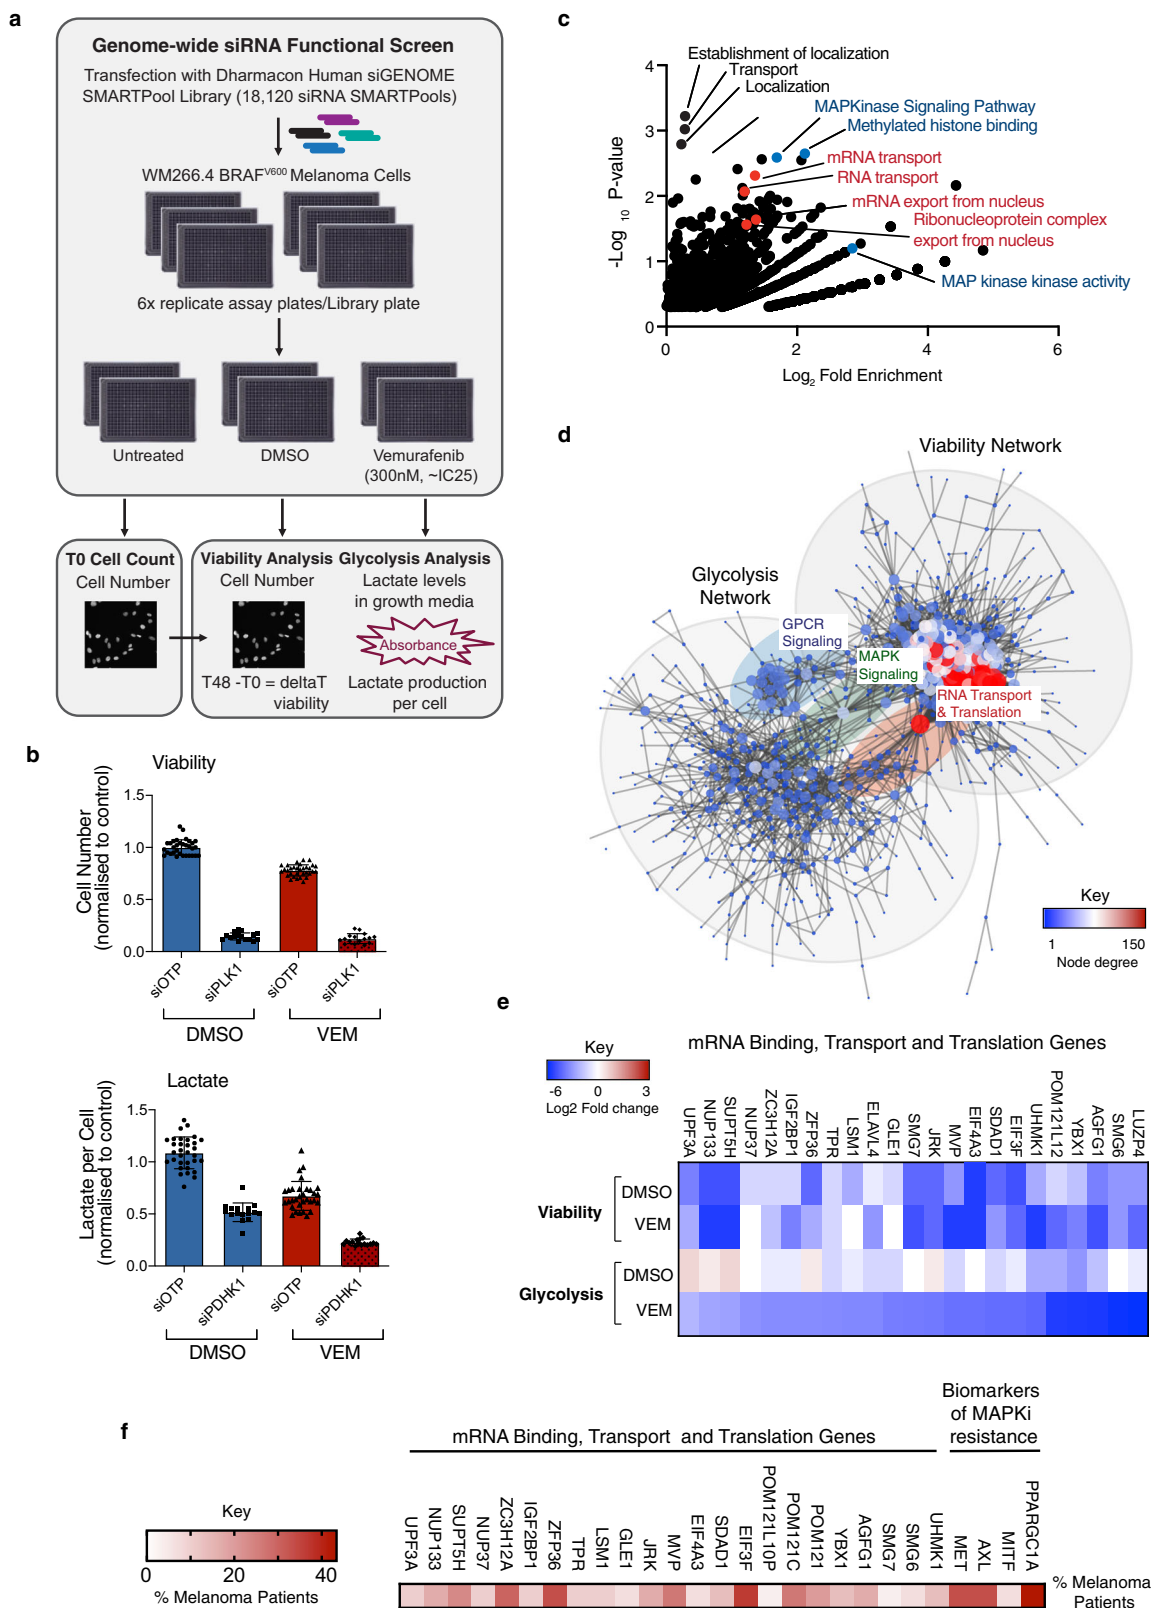 a
Genome-wide siRNA Functional Screen
Transfection with Dharmacon Human siGENOME
SMARTPool Library (18,120 siRNA SMARTPools)
WM266.4 BRAFV600 Melanoma Cells
6x replicate assay plates/Library plate
Untreated
DMSO
Vemurafenib
(300nM, ~IC25)
T0 Cell Count
Cell Number
Viability Analysis
Cell Number
T48 -T0 = deltaT
viability
Glycolysis Analysis
Lactate levels
in growth media
Absorbance
Lactate production
per cell
b
Viability
Cell Number
(normalised to control)
1.5
1.0
0.5
0.0
siOTP
siPLK1
siOTP
siPLK1
DMSO
VEM
Lactate
Lactate per Cell
(normalised to control)
1.5
1.0
0.5
0.0
siOTP
siPDHK1
siOTP
siPDHK1
DMSO
VEM
c
Establishment of localization
Transport
Localization
MAPKinase Signaling Pathway
Methylated histone binding
mRNA transport
RNA transport
mRNA export from nucleus
Ribonucleoprotein complex
export from nucleus
MAP kinase kinase activity
-Log 10 P-value
4
3
2
1
0
0
2
4
6
Log2 Fold Enrichment
d
Viability Network
Glycolysis
Network
GPCR
Signaling
MAPK
Signaling
RNA Transport
& Translation
Key
1
150
Node degree
e
Key
-6
0
3
Log2 Fold change
mRNA Binding, Transport and Translation Genes
UPF3A
NUP133
SUPT5H
NUP37
ZC3H12A
IGF2BP1
ZFP36
TPR
LSM1
ELAVL4
GLE1
SMG7
JRK
MVP
EIF4A3
SDAD1
EIF3F
UHMK1
POM121L12
YBX1
AGFG1
SMG6
LUZP4
Viability
DMSO
VEM
Glycolysis
DMSO
VEM
f
Key
0
20
40
% Melanoma Patients
mRNA Binding, Transport and Translation Genes
Biomarkers
of MAPKi
resistance
UPF3A
NUP133
SUPT5H
NUP37
ZC3H12A
IGF2BP1
ZFP36
TPR
LSM1
GLE1
JRK
MVP
EIF4A3
SDAD1
EIF3F
POM121L10P
POM121C
POM121
YBX1
AGFG1
SMG7
SMG6
UHMK1
MET
AXL
MITF
PPARGC1A
% Melanoma
Patients